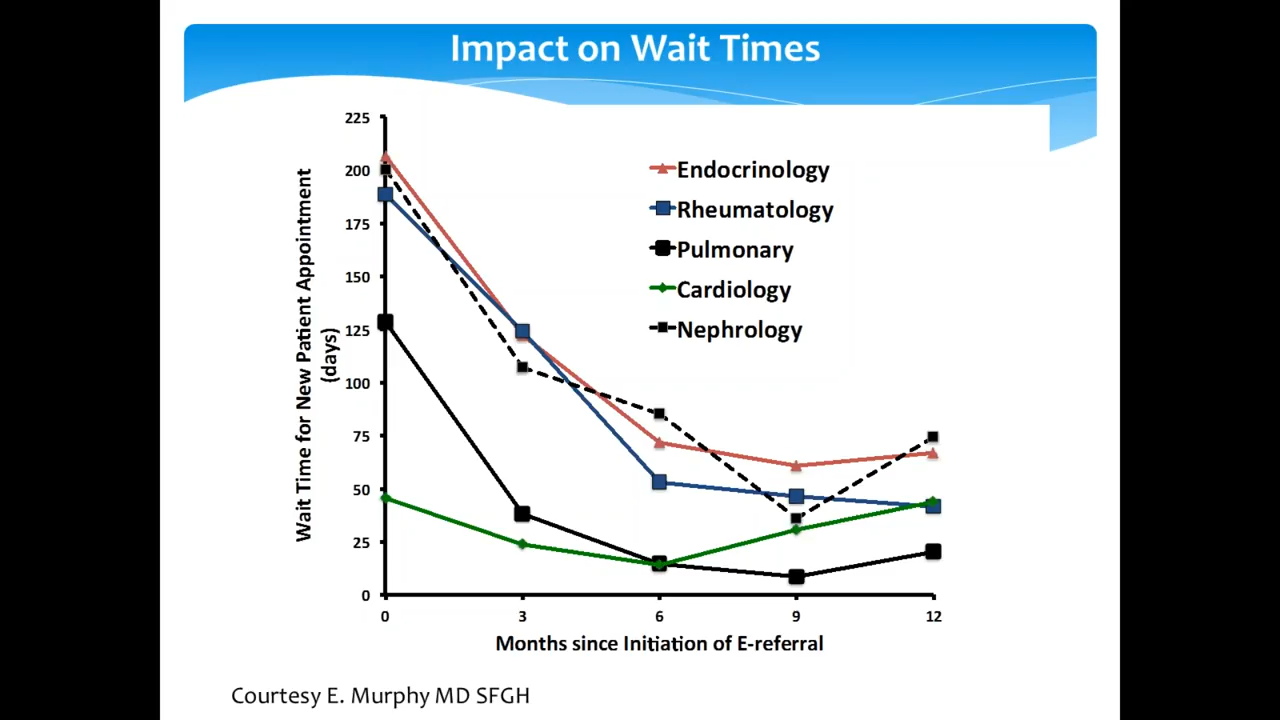 Impact on Wait Times
225
200
175
150
125
100
75
50
25
0
Wait Time for New Patient Appointment
(days)
Endocrinology
Rheumatology
Pulmonary
Cardiology
Nephrology
0 3 6 9 12
Months since Initiation of E-referral
Courtesy E. Murphy MD SFGH